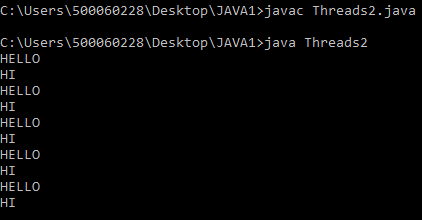 C:\Users\500060228\Desktop\JAVA1>javac Threads2.java
C:\Users\500060228\Desktop\JAVA1>java Threads2
HELLO
HI
HELLO
HI
HELLO
HI
HELLO
HI
HELLO
HI